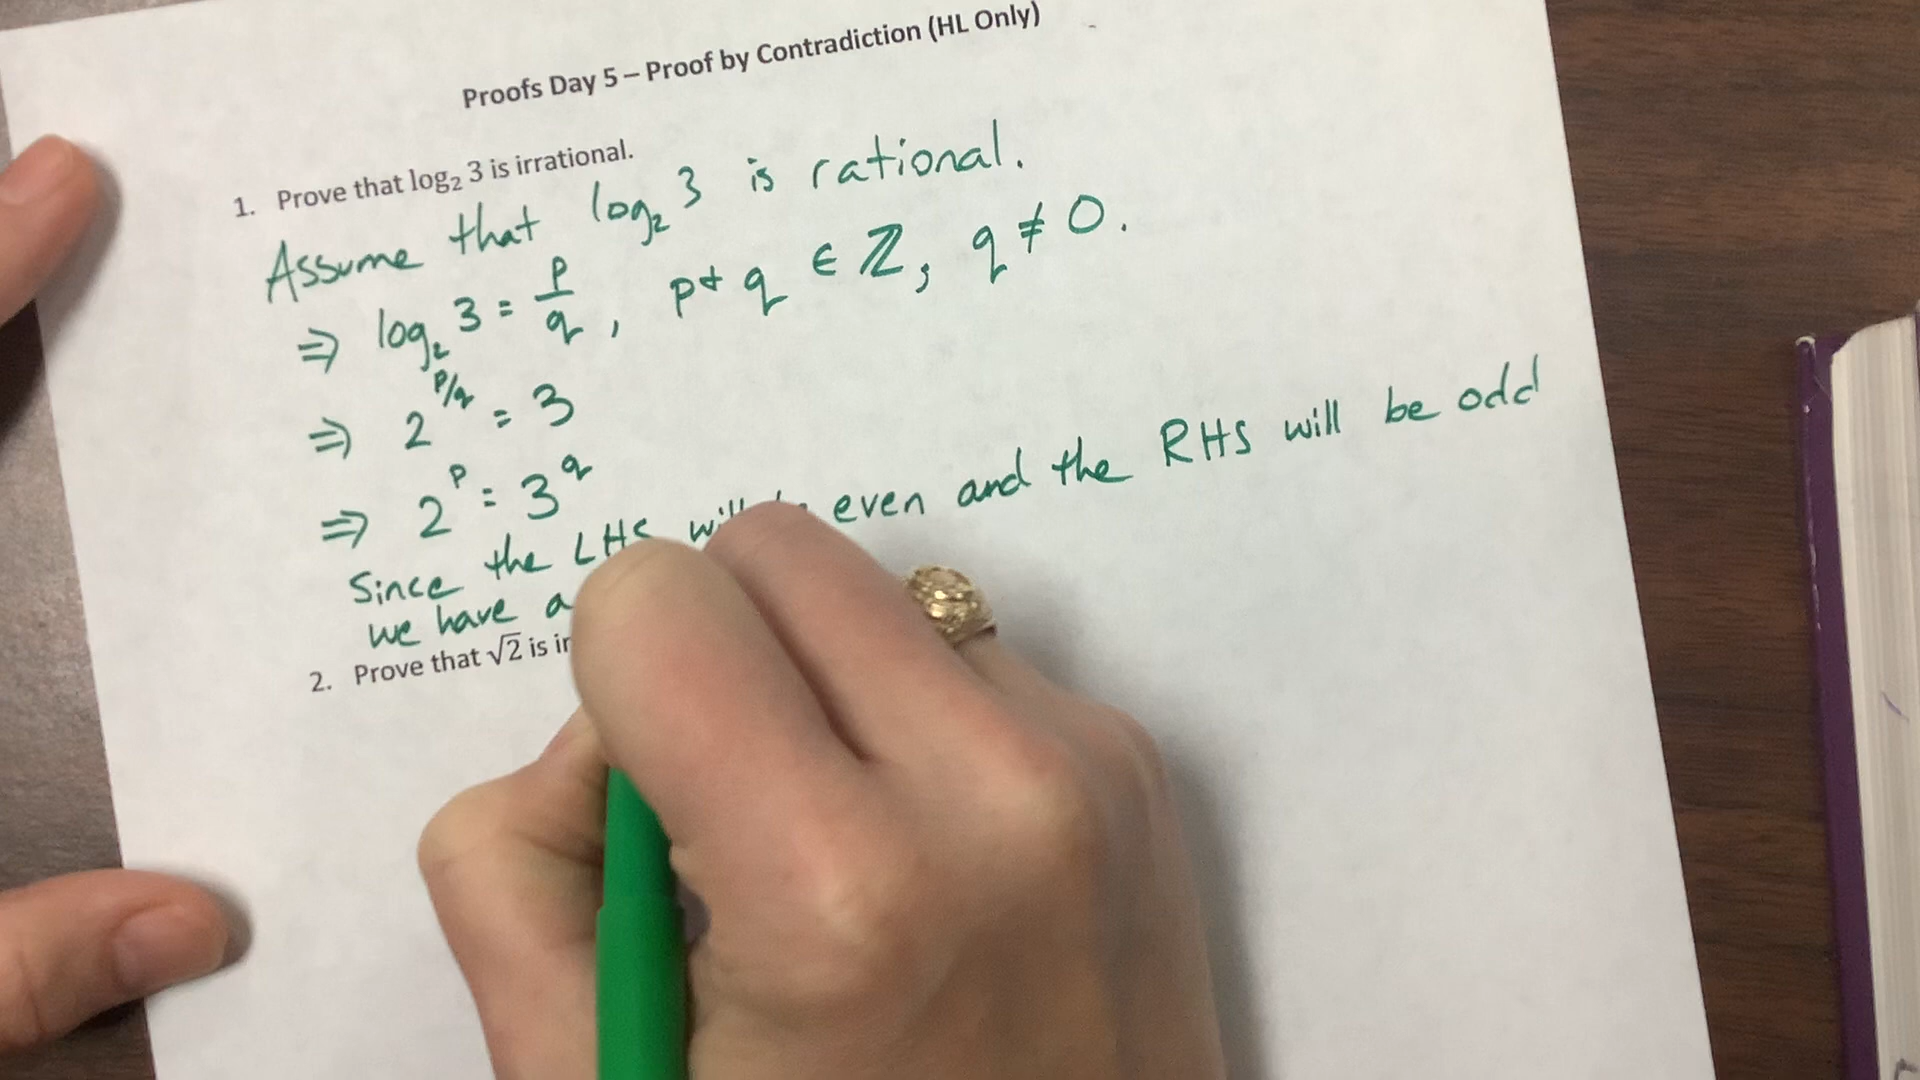 Proofs Day 5 – Proof by Contradiction (HL Only)
1. Prove that log₂ 3 is irrational.
Assume that log₂ 3 is rational.
⇒ log₂ 3 = p/q , p + q ∈ ℤ, q ≠ 0.
⇒ 2^(p/q) = 3
⇒ 2^p = 3^q
Since the LHS will even and the RHS will be odd
we have a
2. Prove that √2 is